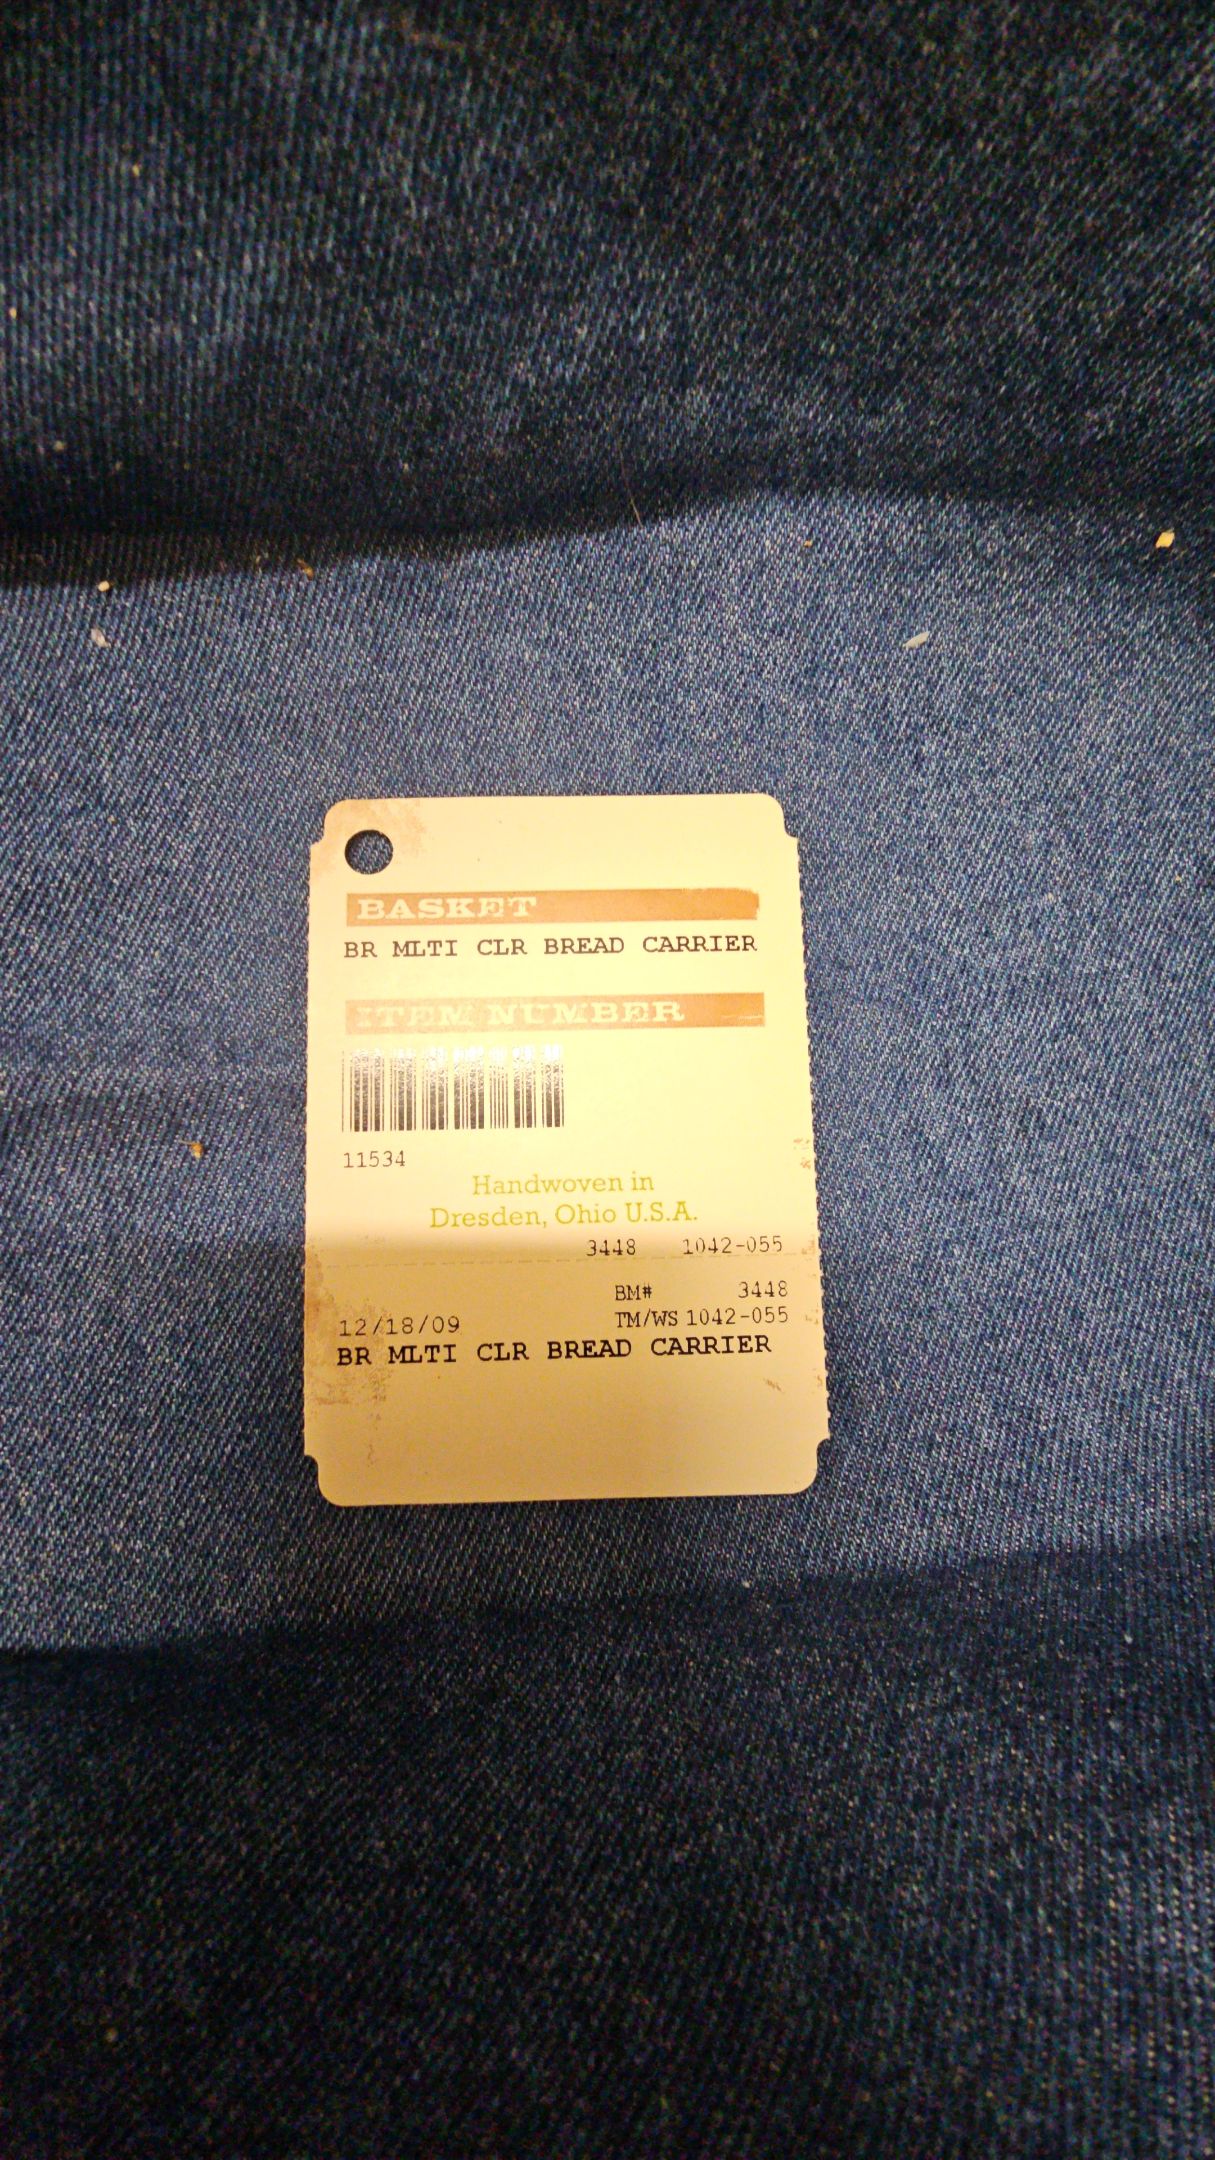 BASKET
BR MLTI CLR BREAD CARRIER
ITEM NUMBER
11534
Handwoven in
Dresden, Ohio U.S.A.
3448 1042-055
BM# 3448
12/18/09 TM/WS 1042-055
BR MLTI CLR BREAD CARRIER